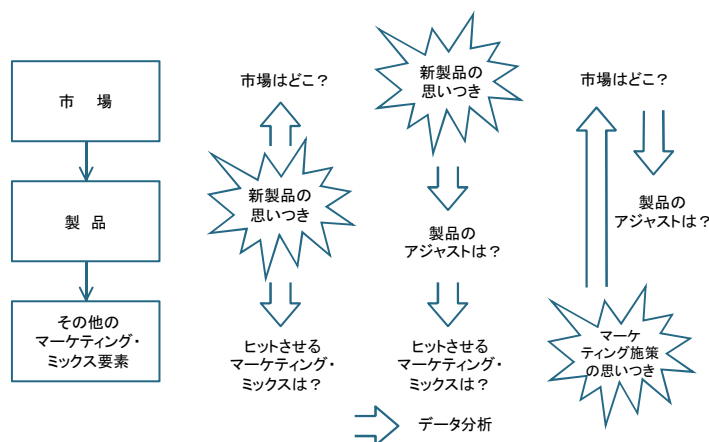 市　場
製　品
その他の
マーケティング・
ミックス要素
市場はどこ？
新製品の
思いつき
ヒットさせる
マーケティング・
ミックスは？
新製品の
思いつき
製品の
アジャストは？
ヒットさせる
マーケティング・
ミックスは？
市場はどこ？
製品の
アジャストは？
マーケ
ティング施策
の思いつき
データ分析